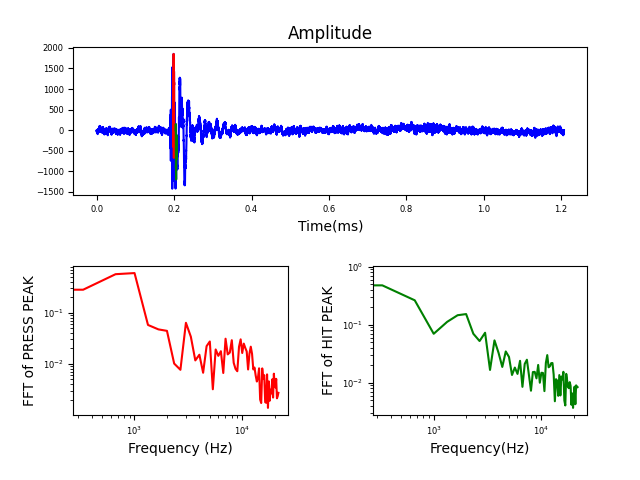 Amplitude
2000
1500
1000
500
0
−500
−1000
−1500
0.0 0.2 0.4 0.6 0.8 1.0 1.2
Time(ms)
FFT of PRESS PEAK
10⁻¹
10⁻²
10³ 10⁴
Frequency (Hz)
FFT of HIT PEAK
10⁰
10⁻¹
10⁻²
10³ 10⁴
Frequency(Hz)